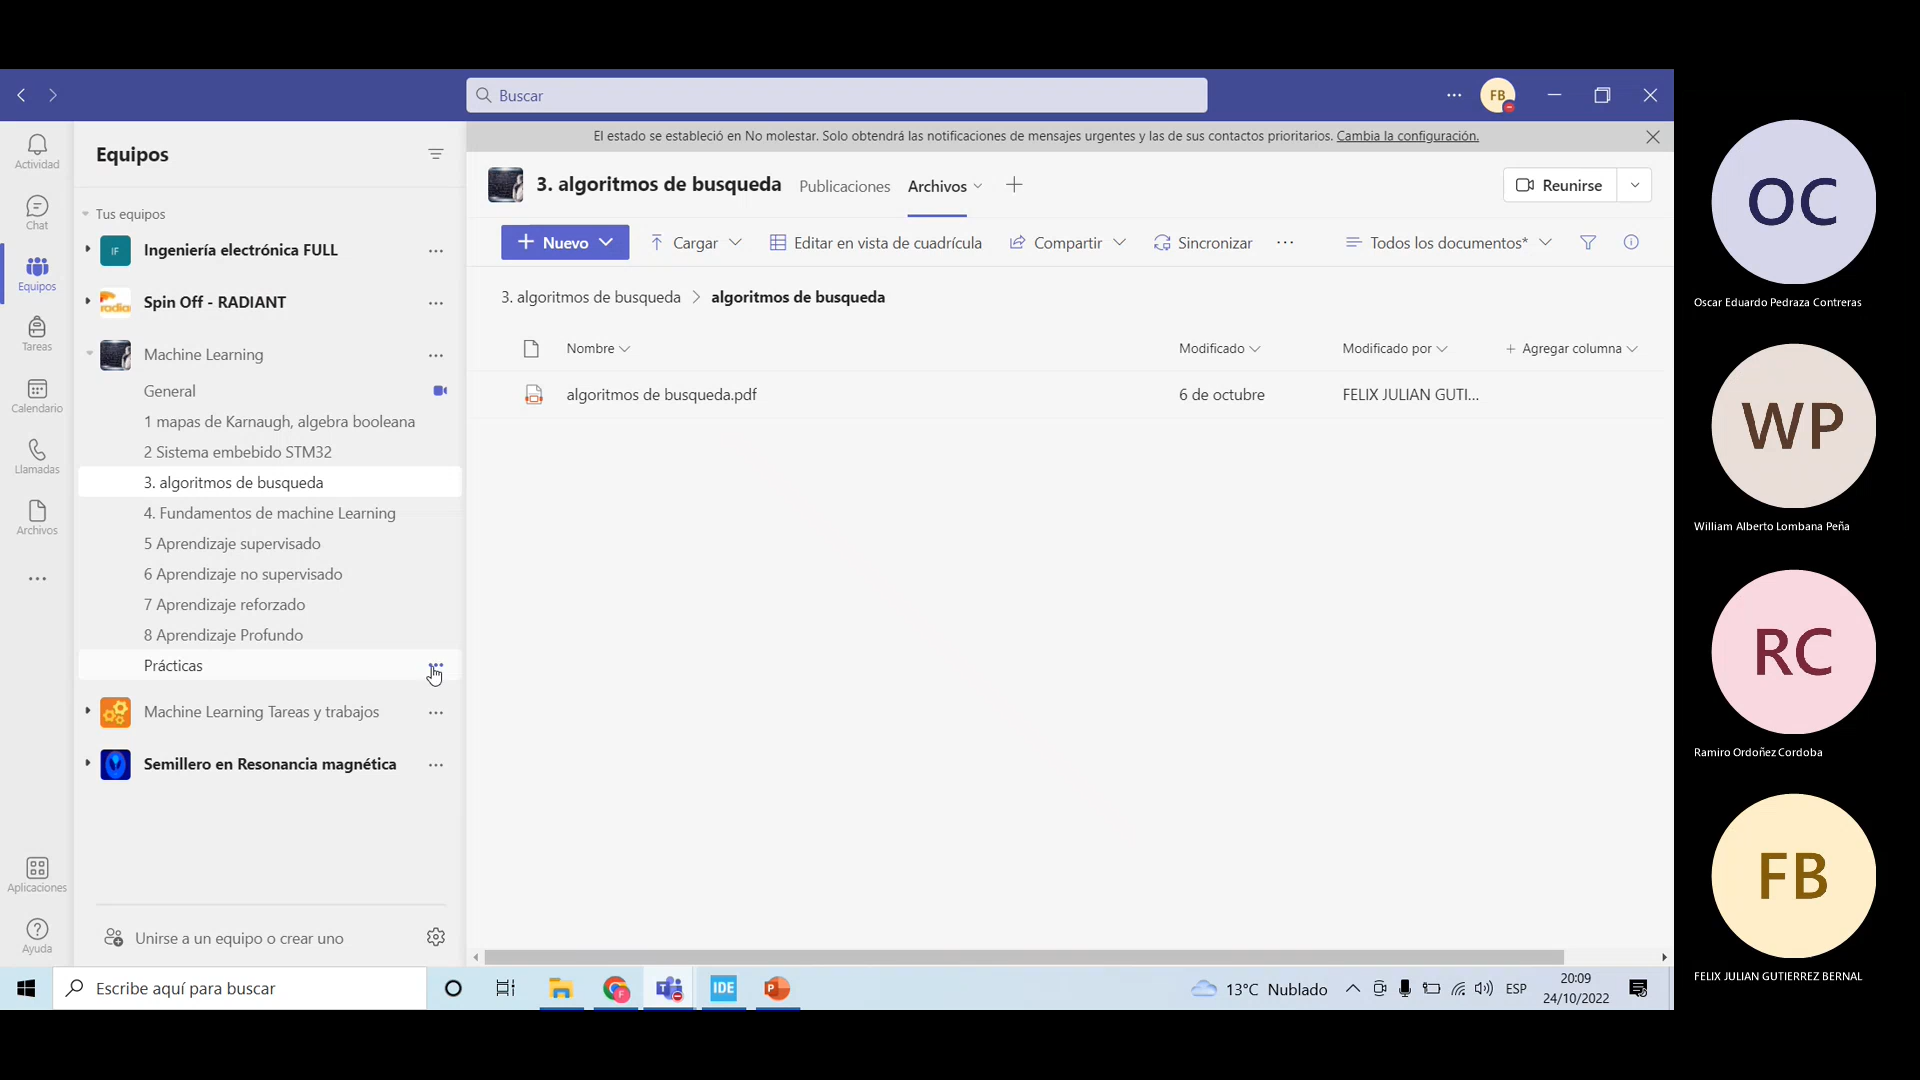 Buscar
FB
El estado se estableció en No molestar. Solo obtendrá las notificaciones de mensajes urgentes y las de sus contactos prioritarios. Cambia la configuración.
Actividad
Chat
Equipos
Tareas
Calendario
Llamadas
Archivos
Aplicaciones
Ayuda
Equipos
Tus equipos
IF
Ingeniería electrónica FULL
radia
Spin Off - RADIANT
Machine Learning
General
1 mapas de Karnaugh, algebra booleana
2 Sistema embebido STM32
3. algoritmos de busqueda
4. Fundamentos de machine Learning
5 Aprendizaje supervisado
6 Aprendizaje no supervisado
7 Aprendizaje reforzado
8 Aprendizaje Profundo
Prácticas
Machine Learning Tareas y trabajos
Semillero en Resonancia magnética
Unirse a un equipo o crear uno
3. algoritmos de busqueda
Publicaciones
Archivos
Reunirse
Nuevo
Cargar
Editar en vista de cuadrícula
Compartir
Sincronizar
Todos los documentos*
3. algoritmos de busqueda > algoritmos de busqueda
Nombre
Modificado
Modificado por
Agregar columna
algoritmos de busqueda.pdf
6 de octubre
FELIX JULIAN GUTI...
OC
Oscar Eduardo Pedraza Contreras
WP
William Alberto Lombana Peña
RC
Ramiro Ordoñez Cordoba
FB
FELIX JULIAN GUTIERREZ BERNAL
Escribe aquí para buscar
F
IDE
P
13°C Nublado
ESP
20:09
24/10/2022